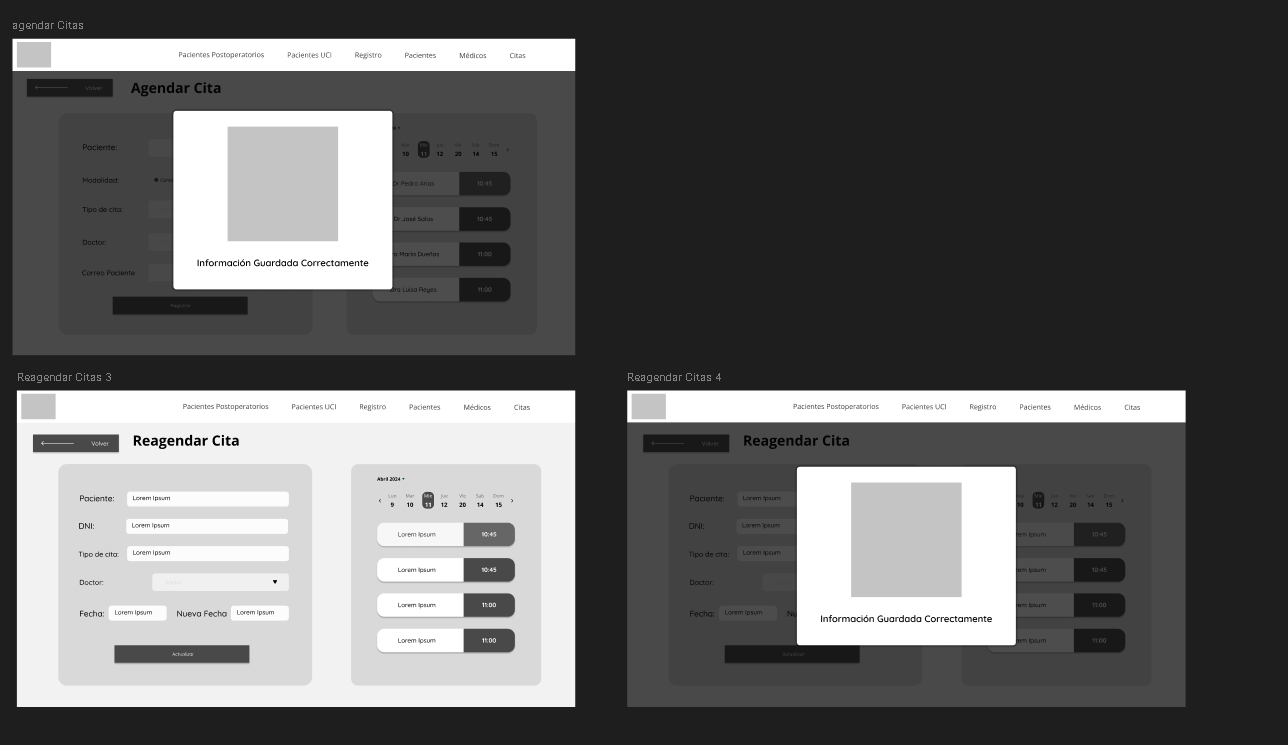 agendar Citas
Pacientes Postoperatorios Pacientes UCI Registro Pacientes Médicos Citas
Volver Agendar Cita
Paciente:
Modalidad:
Tipo de cita:
Doctor:
Correo Paciente
Registrar
10 11 12 20 14 15 ›
Dr Pedro Arias 10:45
Dr José Salas 10:45
Dra Maria Dueñas 11:00
Dra Luisa Reyes 11:00
Información Guardada Correctamente
Reagendar Citas 3
Pacientes Postoperatorios Pacientes UCI Registro Pacientes Médicos Citas
Volver Reagendar Cita
Paciente: Lorem Ipsum
DNI: Lorem Ipsum
Tipo de cita: Lorem Ipsum
Doctor:
Fecha: Lorem Ipsum Nueva Fecha Lorem Ipsum
Actualizar
Abril 2024
‹ Lun Mar Mie Jue Vie Sab Dom ›
9 10 11 12 20 14 15
Lorem Ipsum 10:45
Lorem Ipsum 10:45
Lorem Ipsum 11:00
Lorem Ipsum 11:00
Reagendar Citas 4
Pacientes Postoperatorios Pacientes UCI Registro Pacientes Médicos Citas
Volver Reagendar Cita
Paciente: Lorem Ipsum
DNI: Lorem Ipsum
Tipo de cita: Lorem Ipsum
Doctor:
Fecha: Lorem Ipsum Nu
Actualizar
10 11 12 20 14 15 ›
rem Ipsum 10:45
rem Ipsum 10:45
rem Ipsum 11:00
rem Ipsum 11:00
Información Guardada Correctamente